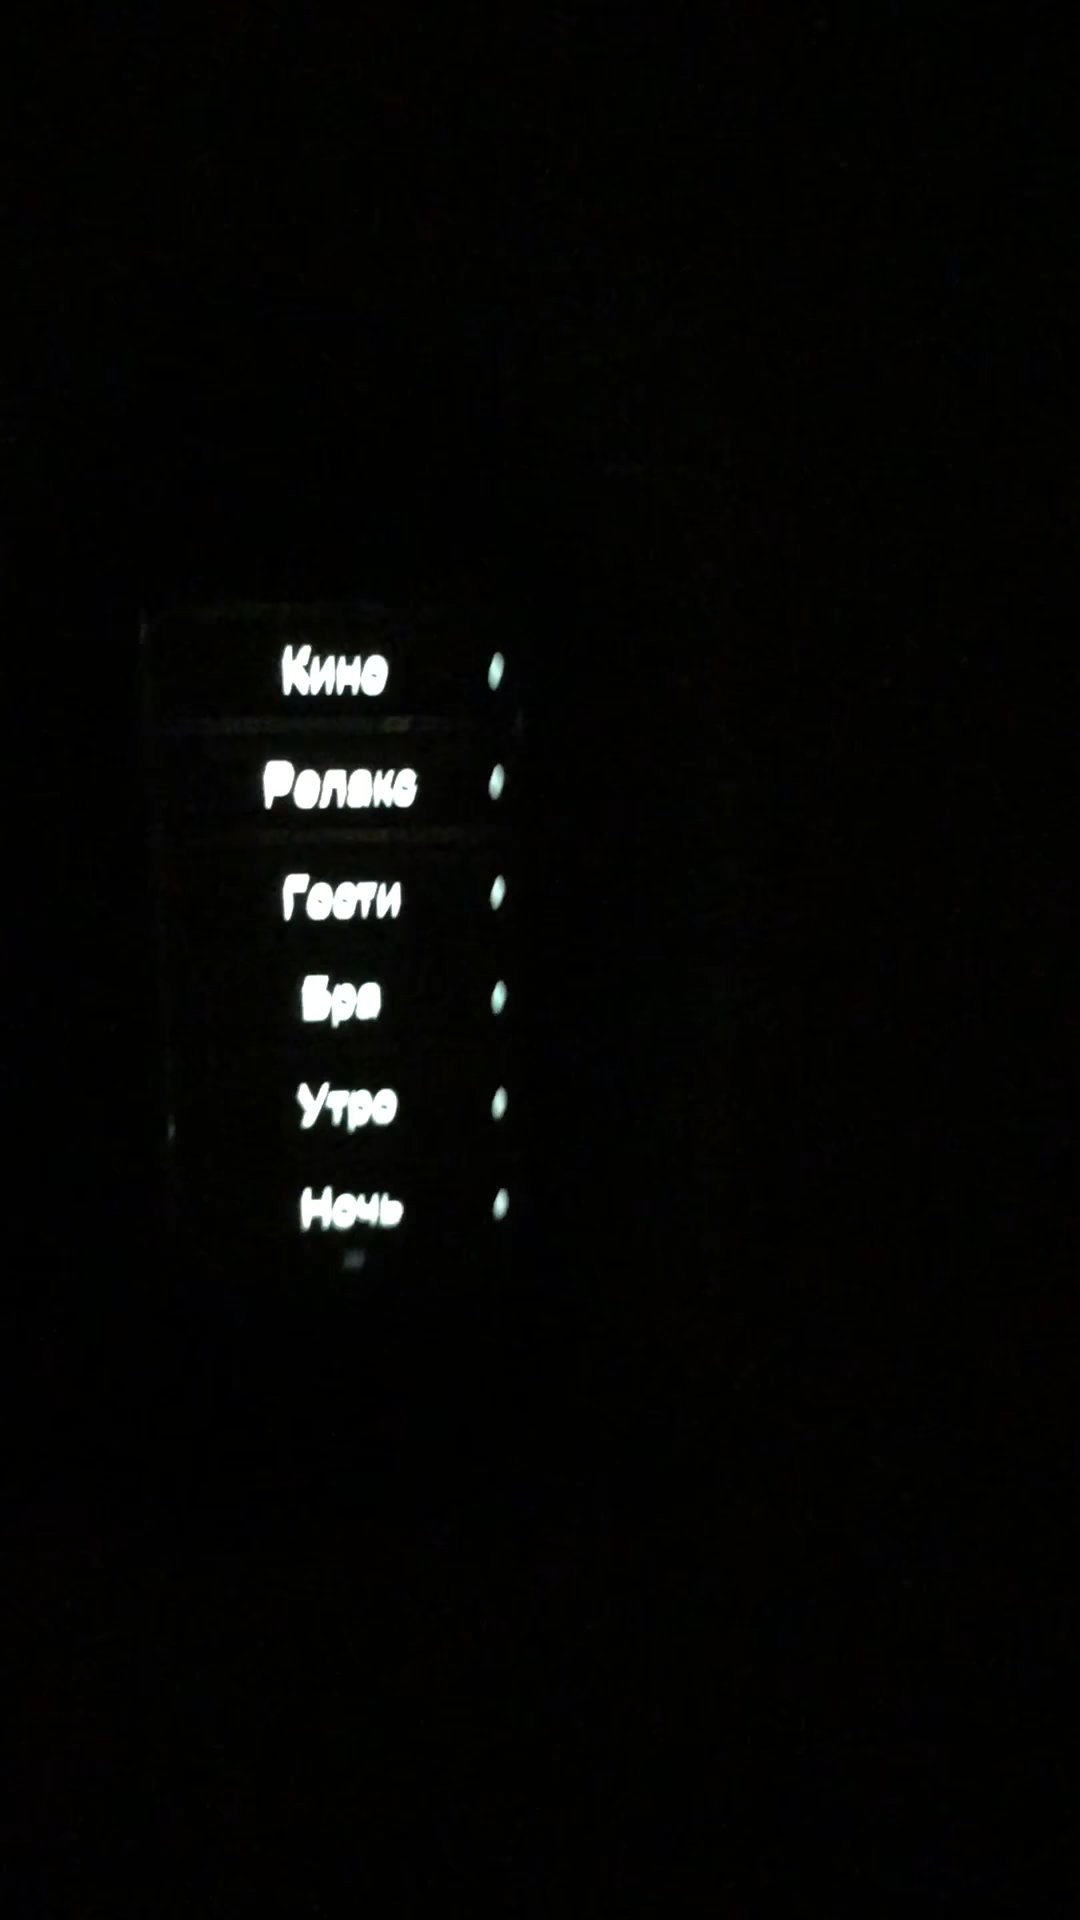 Кино
Релакс
Гости
Бра
Утро
Ночь